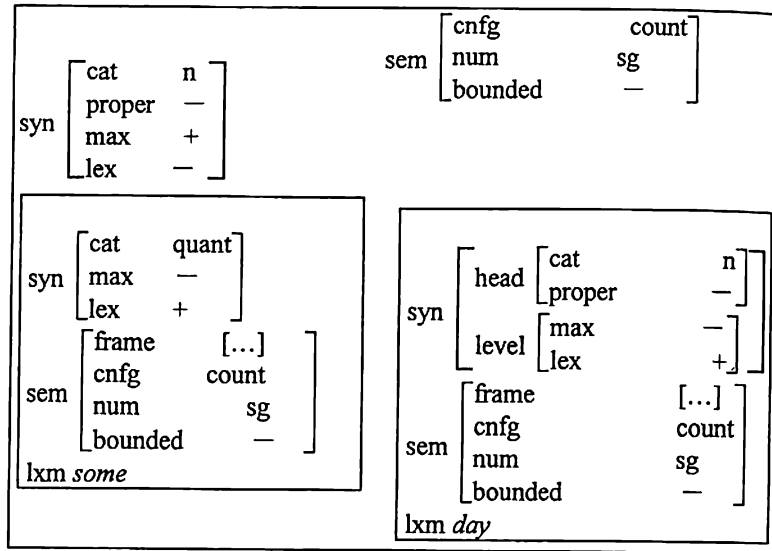 cnfg count
sem num sg
bounded —
cat n
proper —
syn max +
lex —
cat quant
syn max —
lex +
frame [...]
cnfg count
sem num sg
bounded —
lxm some
head cat n
proper —
syn
level max —
lex +
frame [...]
cnfg count
sem num sg
bounded —
lxm day